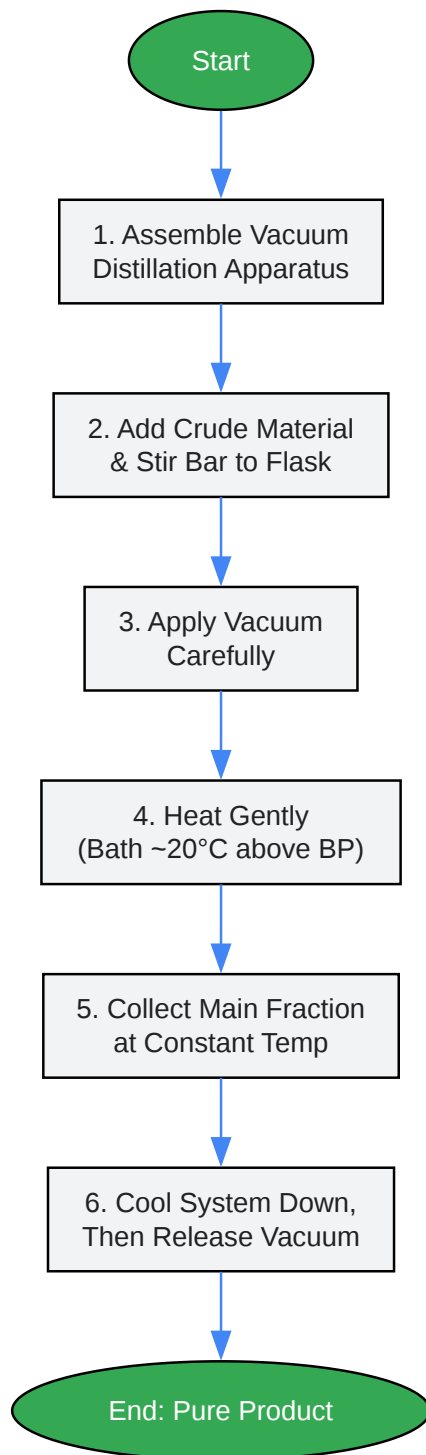 Start
1. Assemble Vacuum
Distillation Apparatus
2. Add Crude Material
& Stir Bar to Flask
3. Apply Vacuum
Carefully
4. Heat Gently
(Bath ~20°C above BP)
5. Collect Main Fraction
at Constant Temp
6. Cool System Down,
Then Release Vacuum
End: Pure Product